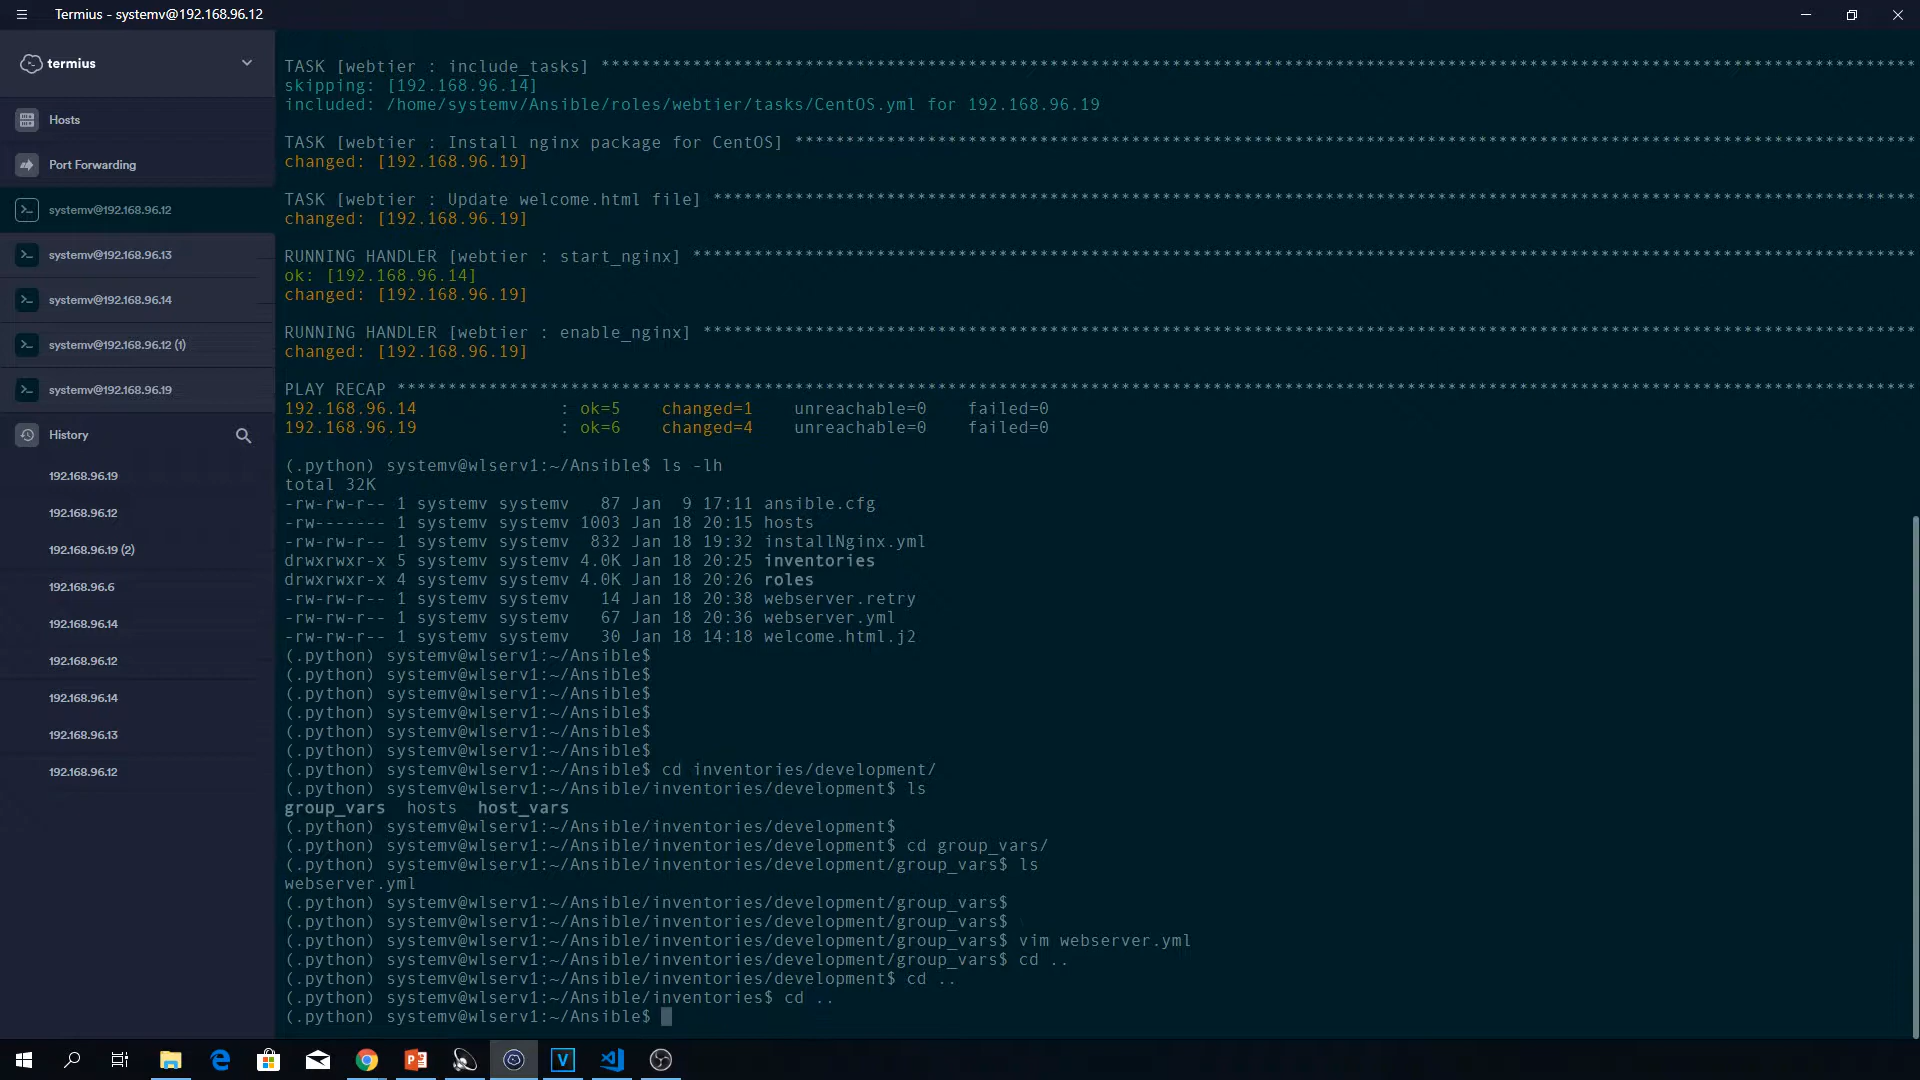 Termius - systemv@192.168.96.12
termius
Hosts
Port Forwarding
systemv@192.168.96.12
systemv@192.168.96.13
systemv@192.168.96.14
systemv@192.168.96.12 (1)
systemv@192.168.96.19
History
192.168.96.19
192.168.96.12
192.168.96.19 (2)
192.168.96.6
192.168.96.14
192.168.96.12
192.168.96.14
192.168.96.13
192.168.96.12
TASK [webtier : include_tasks] *********************************************************************************************************************************
skipping: [192.168.96.14]
included: /home/systemv/Ansible/roles/webtier/tasks/CentOS.yml for 192.168.96.19
TASK [webtier : Install nginx package for CentOS] **************************************************************************************************************
changed: [192.168.96.19]
TASK [webtier : Update welcome.html file] **********************************************************************************************************************
changed: [192.168.96.19]
RUNNING HANDLER [webtier : start_nginx] ************************************************************************************************************************
ok: [192.168.96.14]
changed: [192.168.96.19]
RUNNING HANDLER [webtier : enable_nginx] ***********************************************************************************************************************
changed: [192.168.96.19]
PLAY RECAP *****************************************************************************************************************************************************
192.168.96.14              : ok=5    changed=1    unreachable=0    failed=0
192.168.96.19              : ok=6    changed=4    unreachable=0    failed=0
(.python) systemv@wlserv1:~/Ansible$ ls -lh
total 32K
-rw-rw-r-- 1 systemv systemv   87 Jan  9 17:11 ansible.cfg
-rw------- 1 systemv systemv 1003 Jan 18 20:15 hosts
-rw-rw-r-- 1 systemv systemv  832 Jan 18 19:32 installNginx.yml
drwxrwxr-x 5 systemv systemv 4.0K Jan 18 20:25 inventories
drwxrwxr-x 4 systemv systemv 4.0K Jan 18 20:26 roles
-rw-rw-r-- 1 systemv systemv   14 Jan 18 20:38 webserver.retry
-rw-rw-r-- 1 systemv systemv   67 Jan 18 20:36 webserver.yml
-rw-rw-r-- 1 systemv systemv   30 Jan 18 14:18 welcome.html.j2
(.python) systemv@wlserv1:~/Ansible$
(.python) systemv@wlserv1:~/Ansible$
(.python) systemv@wlserv1:~/Ansible$
(.python) systemv@wlserv1:~/Ansible$
(.python) systemv@wlserv1:~/Ansible$
(.python) systemv@wlserv1:~/Ansible$
(.python) systemv@wlserv1:~/Ansible$ cd inventories/development/
(.python) systemv@wlserv1:~/Ansible/inventories/development$ ls
group_vars  hosts  host_vars
(.python) systemv@wlserv1:~/Ansible/inventories/development$
(.python) systemv@wlserv1:~/Ansible/inventories/development$ cd group_vars/
(.python) systemv@wlserv1:~/Ansible/inventories/development/group_vars$ ls
webserver.yml
(.python) systemv@wlserv1:~/Ansible/inventories/development/group_vars$
(.python) systemv@wlserv1:~/Ansible/inventories/development/group_vars$
(.python) systemv@wlserv1:~/Ansible/inventories/development/group_vars$ vim webserver.yml
(.python) systemv@wlserv1:~/Ansible/inventories/development/group_vars$ cd ..
(.python) systemv@wlserv1:~/Ansible/inventories/development$ cd ..
(.python) systemv@wlserv1:~/Ansible/inventories$ cd ..
(.python) systemv@wlserv1:~/Ansible$